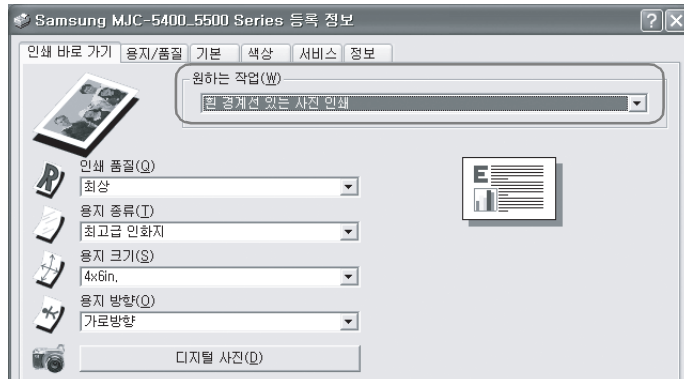 Samsung MJC-5400_5500 Series 등록 정보
인쇄 바로 가기 용지/품질 기본 색상 서비스 정보
원하는 작업(W)
흰 경계선 있는 사진 인쇄
인쇄 품질(Q)
최상
용지 종류(T)
최고급 인화지
용지 크기(S)
4x6in.
용지 방향(O)
가로방향
디지털 사진(D)
E